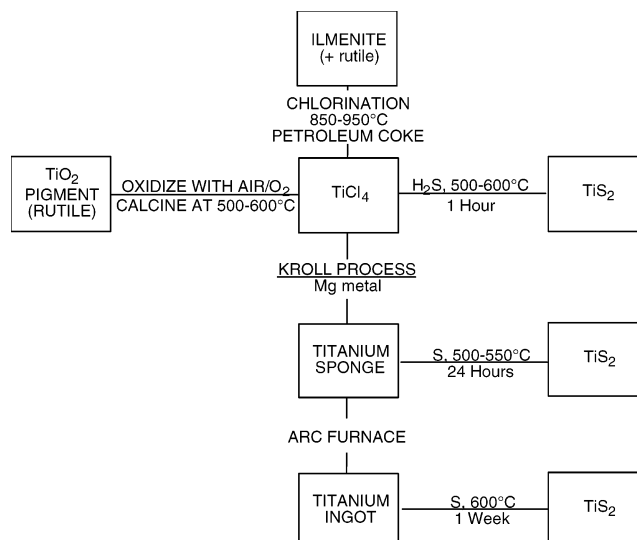 ILMENITE
(+ rutile)
CHLORINATION
850-950°C
PETROLEUM COKE
TiO₂
PIGMENT
(RUTILE)
OXIDIZE WITH AIR/O₂
CALCINE AT 500-600°C
TiCl₄
H₂S, 500-600°C
1 Hour
TiS₂
KROLL PROCESS
Mg metal
TITANIUM
SPONGE
S, 500-550°C
24 Hours
TiS₂
ARC FURNACE
TITANIUM
INGOT
S, 600°C
1 Week
TiS₂